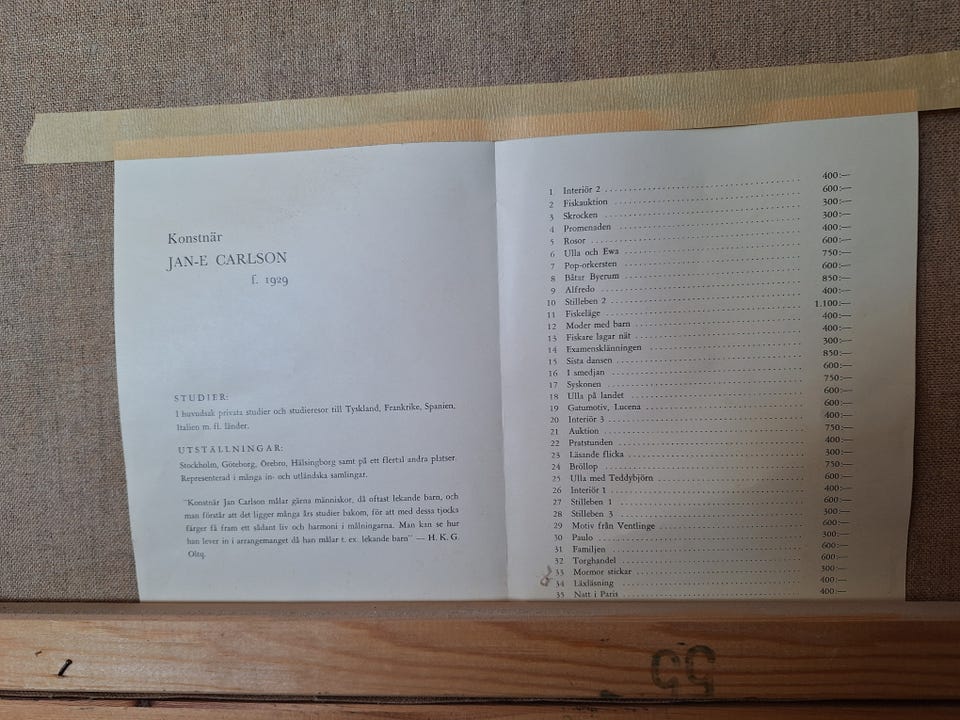 Konstnär
JAN-E CARLSON
f. 1929
STUDIER:
I huvudsak privata studier och studieresor till Tyskland, Frankrike, Spanien,
Italien m. fl. länder.
UTSTÄLLNINGAR:
Stockholm, Göteborg, Örebro, Hälsingborg samt på ett flertal andra platser.
Representerad i många in- och utländska samlingar.
"Konstnär Jan Carlson målar gärna människor, då oftast lekande barn, och
man förstår att det ligger många års studier bakom, för att med dessa tjocka
färger få fram ett sådant liv och harmoni i målningarna. Man kan se hur
han lever in i arrangemanget då han målar t. ex. lekande barn" — H. K. G.
Oltq.
1 Interiör 2 400:—
2 Fiskauktion 600:—
3 Skrocken 300:—
4 Promenaden 300:—
5 Rosor 400:—
6 Ulla och Ewa 600:—
7 Pop-orkersten 750:—
8 Båtar Byerum 600:—
9 Alfredo 850:—
10 Stilleben 2 400:—
11 Fiskeläge 1.100:—
12 Moder med barn 400:—
13 Fiskare lagar nät 400:—
14 Examensklänningen 300:—
15 Sista dansen 850:—
16 I smedjan 600:—
17 Syskonen 750:—
18 Ulla på landet 600:—
19 Gatumotiv, Lucena 600:—
20 Interiör 3 400:—
21 Auktion 750:—
22 Pratstunden 400:—
23 Läsande flicka 300:—
24 Bröllop 750:—
25 Ulla med Teddybjörn 600:—
26 Interiör 1 400:—
27 Stilleben 1 600:—
28 Stilleben 3 300:—
29 Motiv från Ventlinge 600:—
30 Paulo 300:—
31 Familjen 600:—
32 Torghandel 600:—
33 Mormor stickar 300:—
34 Läxläsning 400:—
35 Natt i Paris 400:—
55